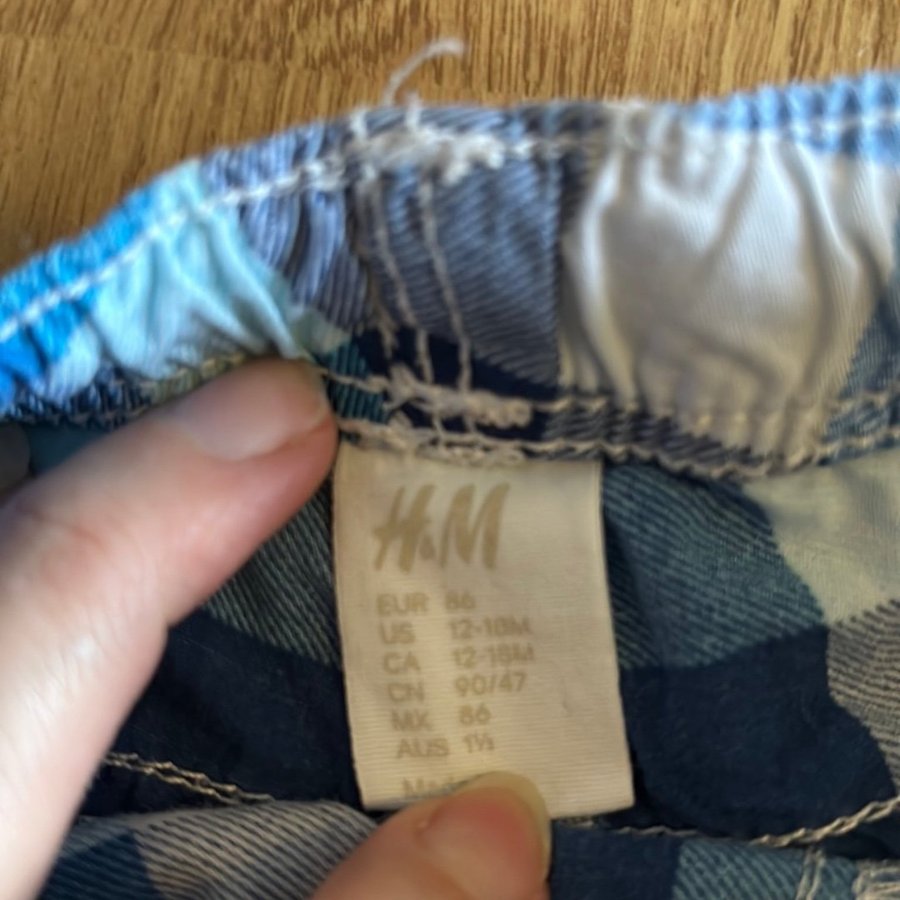 H&M
EUR 86
US 12-18M
CA 12-18M
CN 90/47
MX 86
AUS 1½